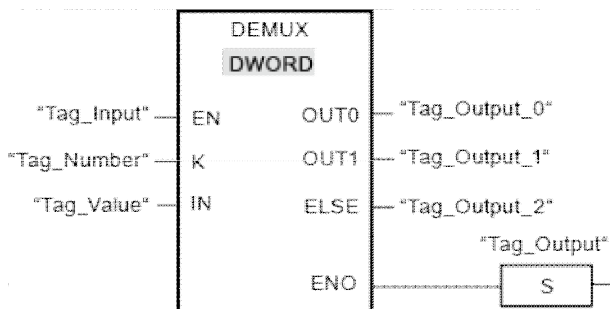 DEMUX
DWORD
"Tag_Input" EN OUT0 "Tag_Output_0"
"Tag_Number" K OUT1 "Tag_Output_1"
"Tag_Value" IN ELSE "Tag_Output_2"
"Tag_Output"
ENO S